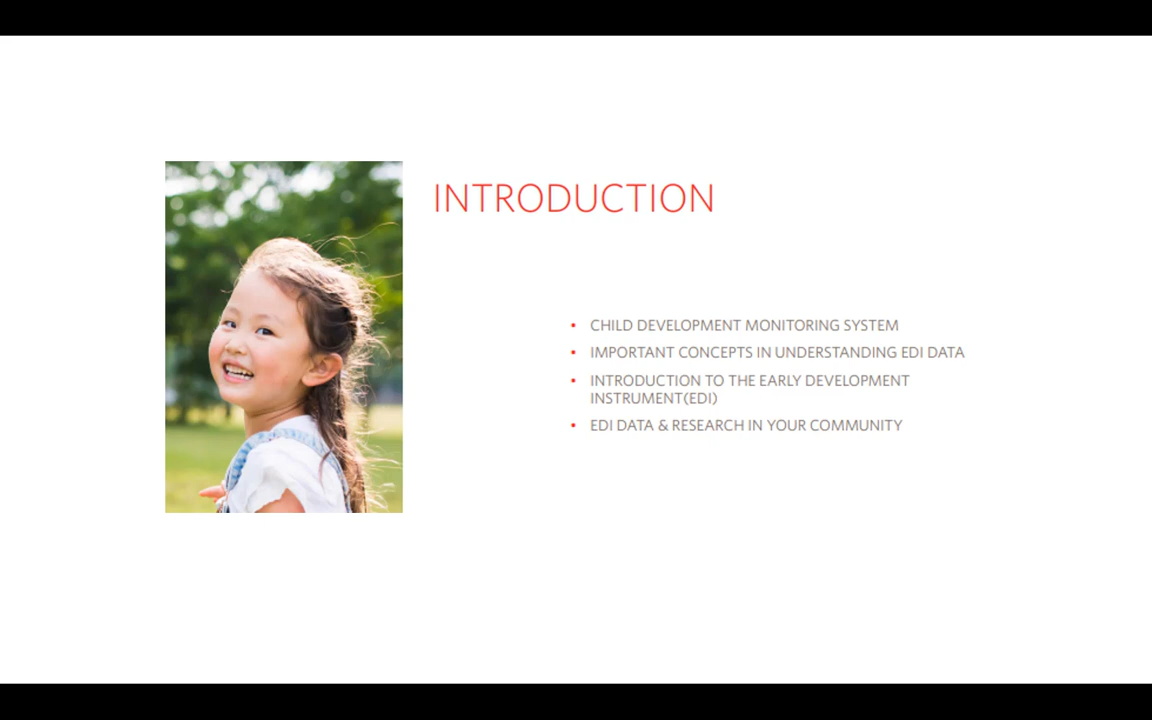 INTRODUCTION
• CHILD DEVELOPMENT MONITORING SYSTEM
• IMPORTANT CONCEPTS IN UNDERSTANDING EDI DATA
• INTRODUCTION TO THE EARLY DEVELOPMENT
INSTRUMENT(EDI)
• EDI DATA & RESEARCH IN YOUR COMMUNITY